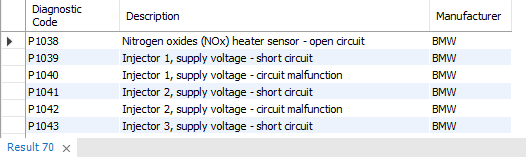 Diagnostic Code Description Manufacturer
P1038 Nitrogen oxides (NOx) heater sensor - open circuit BMW
P1039 Injector 1, supply voltage - short circuit BMW
P1040 Injector 1, supply voltage - circuit malfunction BMW
P1041 Injector 2, supply voltage - short circuit BMW
P1042 Injector 2, supply voltage - circuit malfunction BMW
P1043 Injector 3, supply voltage - short circuit BMW
Result 70